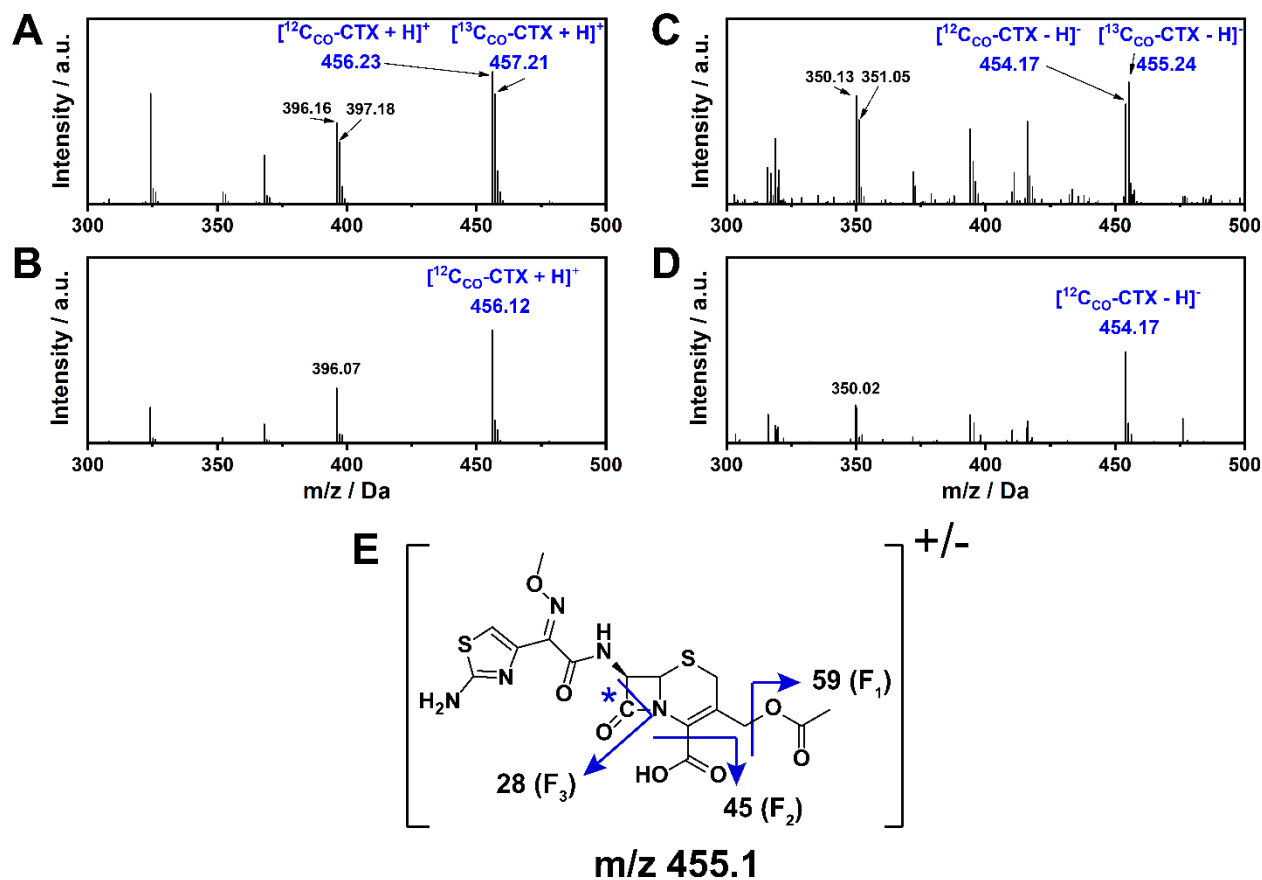 A
[¹²C_CO-CTX + H]⁺
456.23
[¹³C_CO-CTX + H]⁺
457.21
396.16
397.18
Intensity / a.u.
300
350
400
450
500
C
[¹²C_CO-CTX - H]⁻
454.17
[¹³C_CO-CTX - H]⁻
455.24
350.13
351.05
Intensity / a.u.
300
350
400
450
500
B
[¹²C_CO-CTX + H]⁺
456.12
396.07
Intensity / a.u.
300
350
400
450
500
m/z / Da
D
[¹²C_CO-CTX - H]⁻
454.17
350.02
Intensity / a.u.
300
350
400
450
500
m/z / Da
E
+/-
O
N
H
N
S
S
N
H₂N
O
*
C
N
O
O
O
HO
O
59 (F₁)
28 (F₃)
45 (F₂)
m/z 455.1